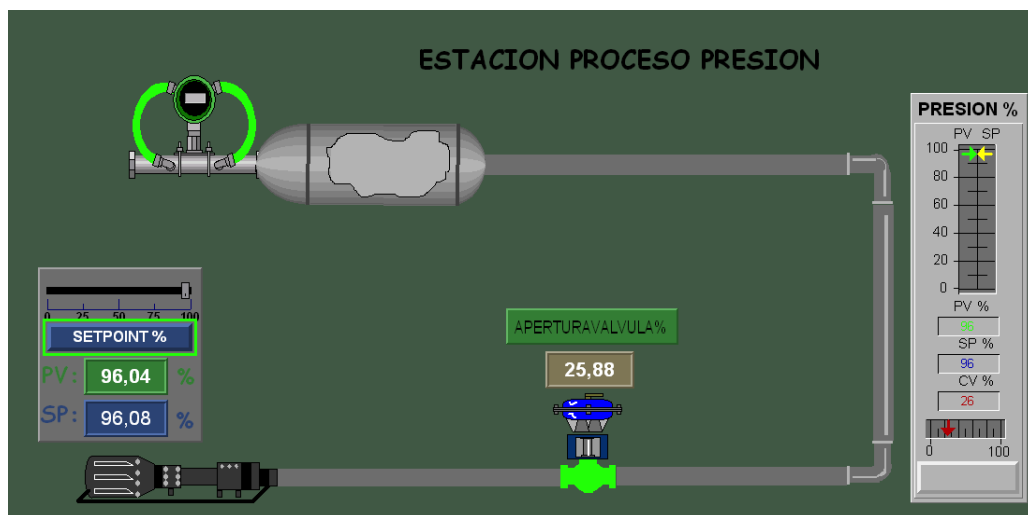 ESTACION PROCESO PRESION
PRESION %
PV SP
100
80
60
40
20
0
PV %
96
SP %
96
CV %
26
0 100
0 25 50 75 100
SETPOINT %
PV: 96,04 %
SP: 96,08 %
APERTURAVALVULA%
25,88